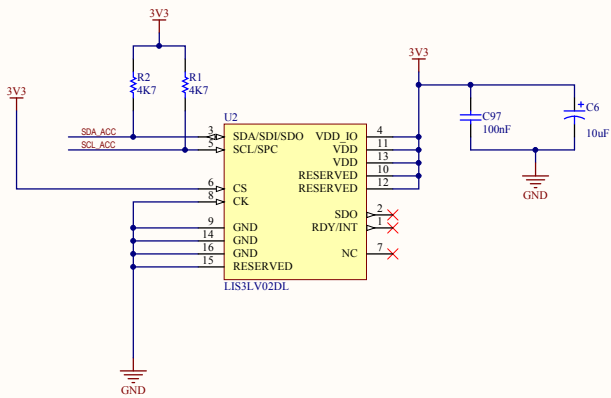 3V3
R2
4K7
R1
4K7
3V3
3V3
U2
SDA_ACC
SCL_ACC
3 SDA/SDI/SDO VDD_IO 4
5 SCL/SPC VDD 11
VDD 13
RESERVED 10
6 CS RESERVED 12
8 CK
SDO 2
9 GND RDY/INT 1
14 GND
16 GND NC 7
15 RESERVED
LIS3LV02DL
C97
100nF
+ C6
10uF
GND
GND